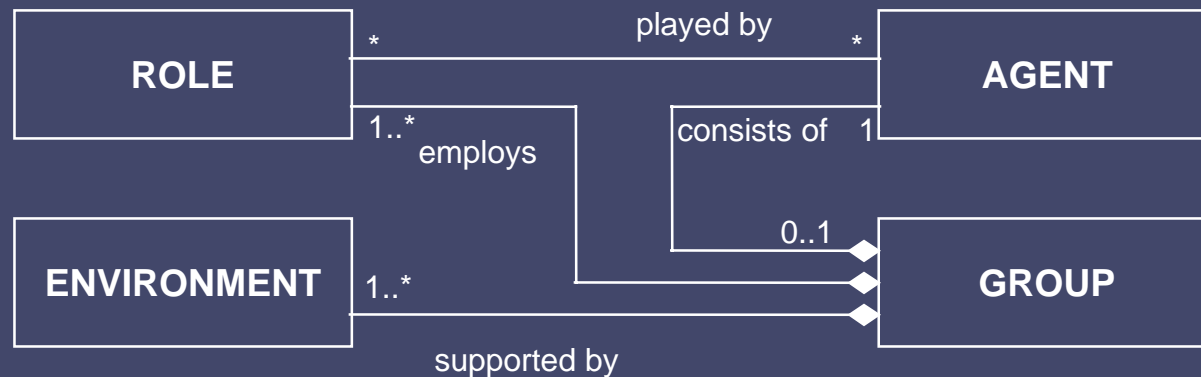 played by
*
*
ROLE
AGENT
1..*
consists of 1
employs
0..1
ENVIRONMENT
1..*
GROUP
supported by